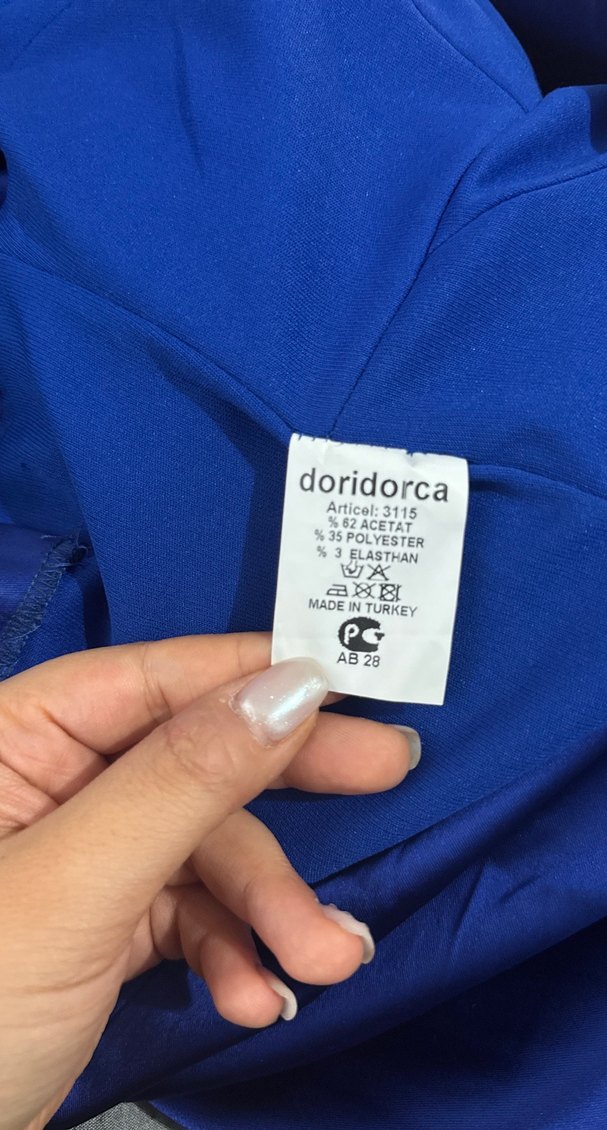 doridorca
Articel: 3115
% 62 ACETAT
% 35 POLYESTER
% 3 ELASTHAN
MADE IN TURKEY
PG
AB 28